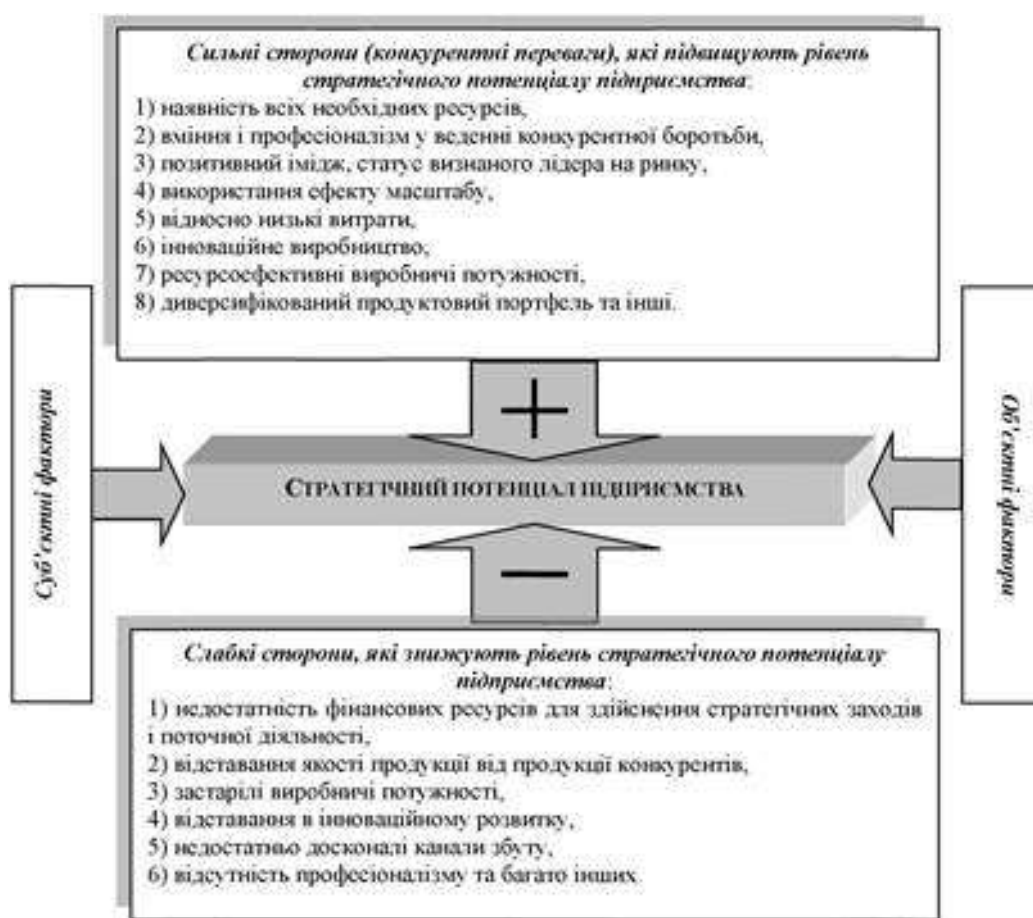 Сильні сторони (конкурентні переваги), які підвищують рівень
стратегічного потенціалу підприємства:
1) наявність всіх необхідних ресурсів,
2) вміння і професіоналізм у веденні конкурентної боротьби,
3) позитивний імідж, статус визнаного лідера на ринку,
4) використання ефекту масштабу,
5) відносно низькі витрати,
6) інноваційне виробництво,
7) ресурсоефективні виробничі потужності,
8) диверсифікований продуктовий портфель та інші.
Суб'єктні фактори
+
СТРАТЕГІЧНИЙ ПОТЕНЦІАЛ ПІДПРИЄМСТВА
−
Об'єктні фактори
Слабкі сторони, які знижують рівень стратегічного потенціалу
підприємства:
1) недостатність фінансових ресурсів для здійснення стратегічних заходів
і поточної діяльності,
2) відставання якості продукції від продукції конкурентів,
3) застарілі виробничі потужності,
4) відставання в інноваційному розвитку,
5) недостатньо досконалі канали збуту,
6) відсутність професіоналізму та багато інших.